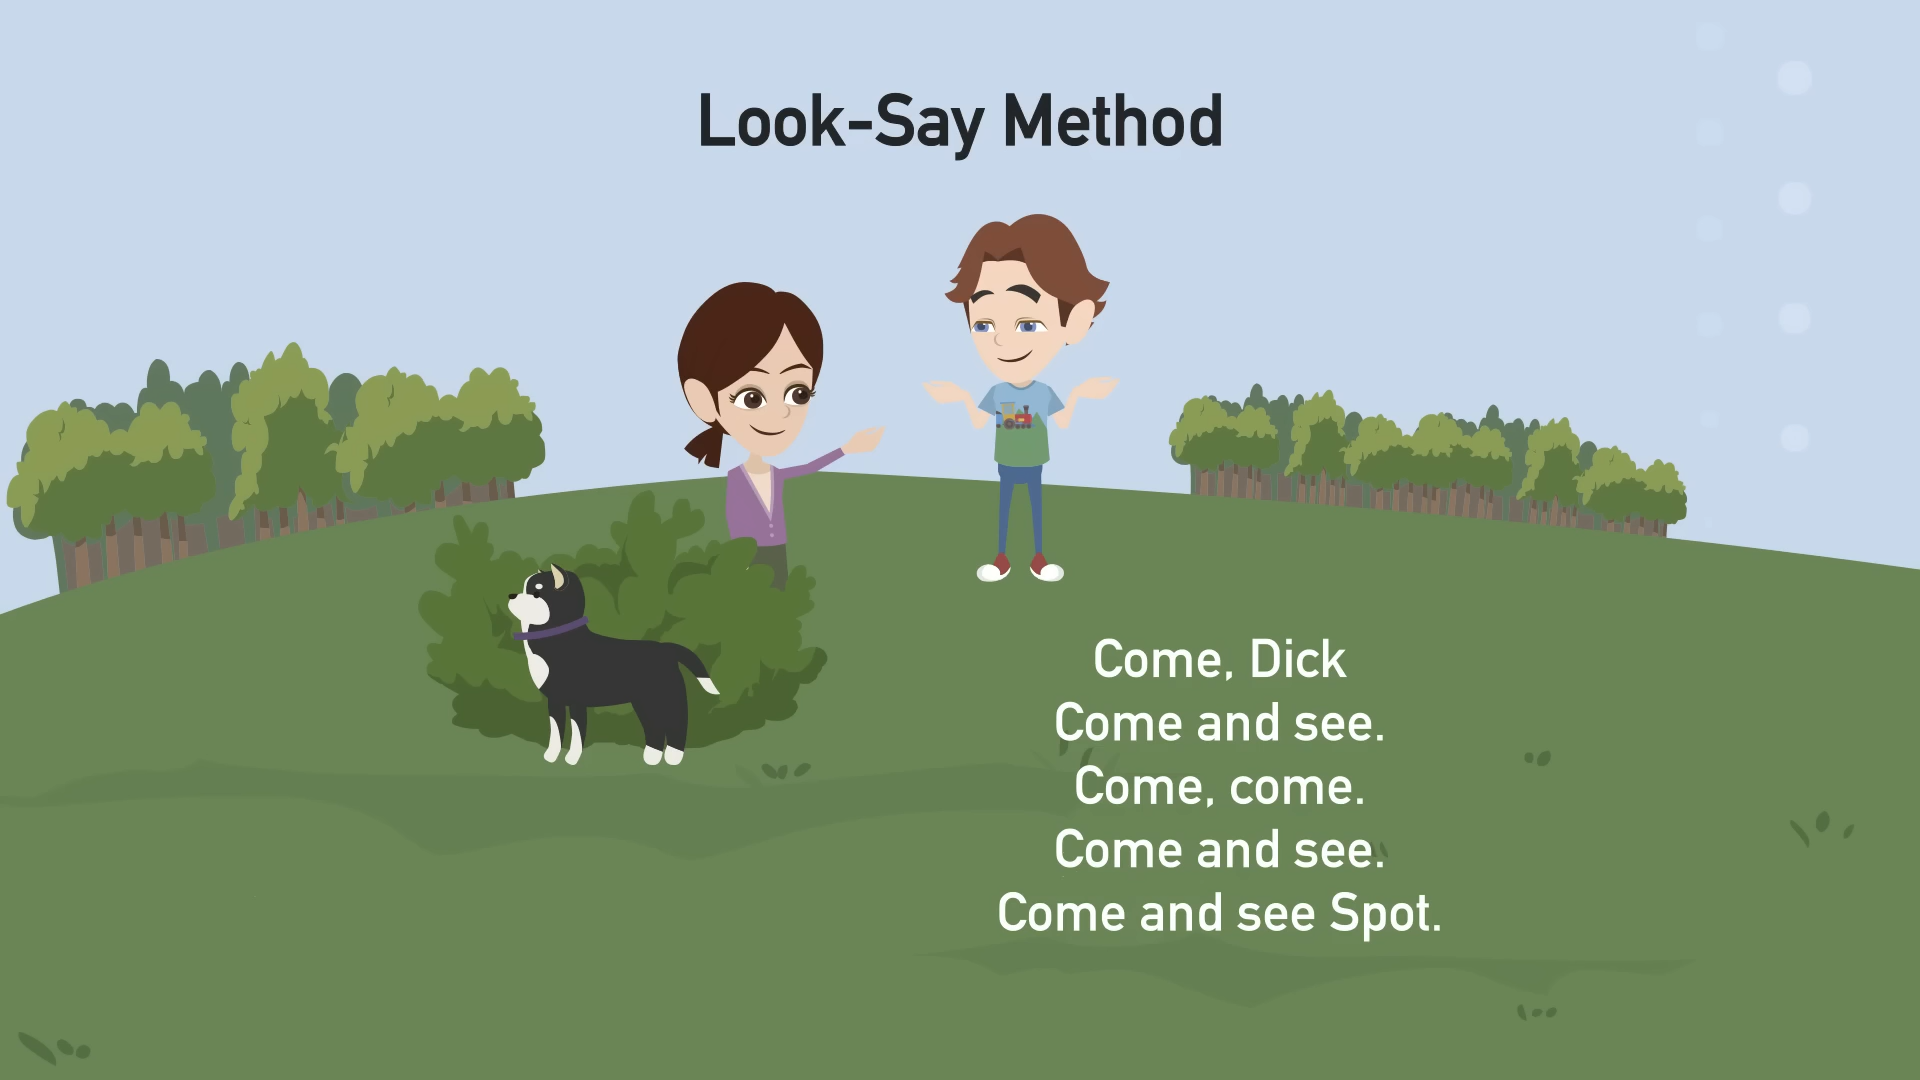 Look-Say Method
Come, Dick
Come and see.
Come, come.
Come and see.
Come and see Spot.